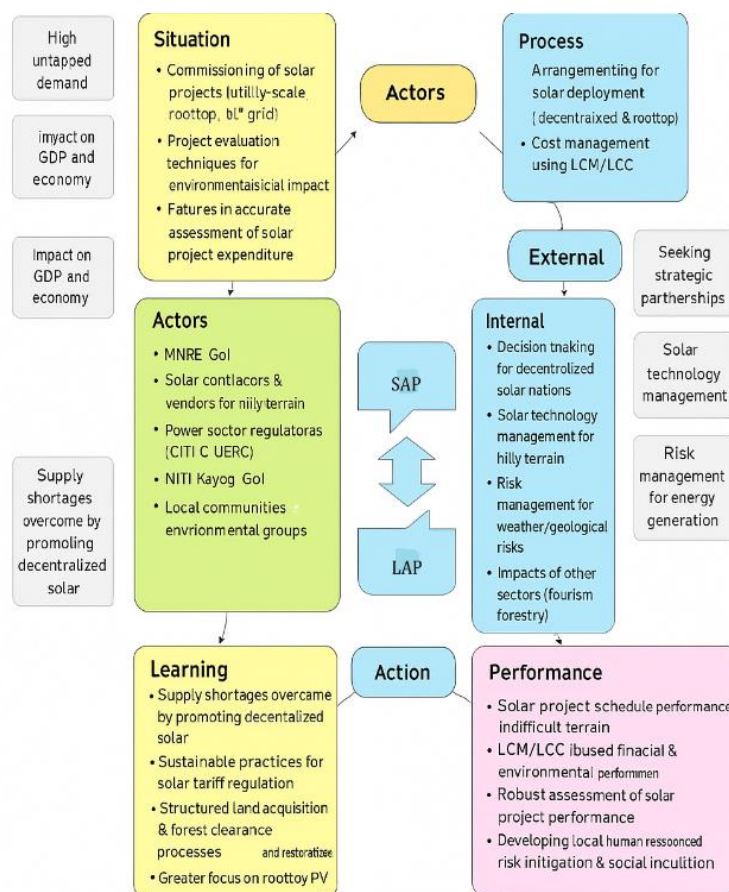 High
untapped
demand
imyact on
GDP and
economy
Impact on
GDP and
economy
Supply
shortages
overcome by
promoling
decentralized
solar
Situation
• Commissioning of solar
projects (utilly-scale,
roottop, bl" grid)
• Project evaluation
techniques for
environmentaisicial impact
• Fatures in accurate
assessment of solar
project expenditure
Actors
Process
Arrangementing for
solar deployment
( decentraixed & roottop)
• Cost management
using LCM/LCC
External
Seeking
strategic
partherships
Solar
technology
management
Risk
management
for energy
generation
Actors
• MNRE GoI
• Solar contlacors &
vendors for niily terrain
• Power soctor regulatoras
(CITI C UERC)
• NITI Kayog GoI
• Local communities
envrionmental groups
SAP
LAP
Internal
• Decision tnaking
for decentrolized
solar nations
• Solar technology
management for
hilly terrain
• Risk
management for
weather/geological
risks
• Impacts of other
sectors (fourism
forestry)
Learning
• Supply shortages overcame
by promoting decentalized
solar
• Sustainable practices for
solar tariff regulation
• Structured land acquisition
& forest clearance
processes and restoratizee
• Greater focus on roottoy PV
Action
Performance
• Solar project schedule performance
indifficult terrain
• LCM/LCC ibused finacial &
environmental performmen
• Robust assessment of solar
project performance
• Developing local human ressoonced
risk initigation & social inculition